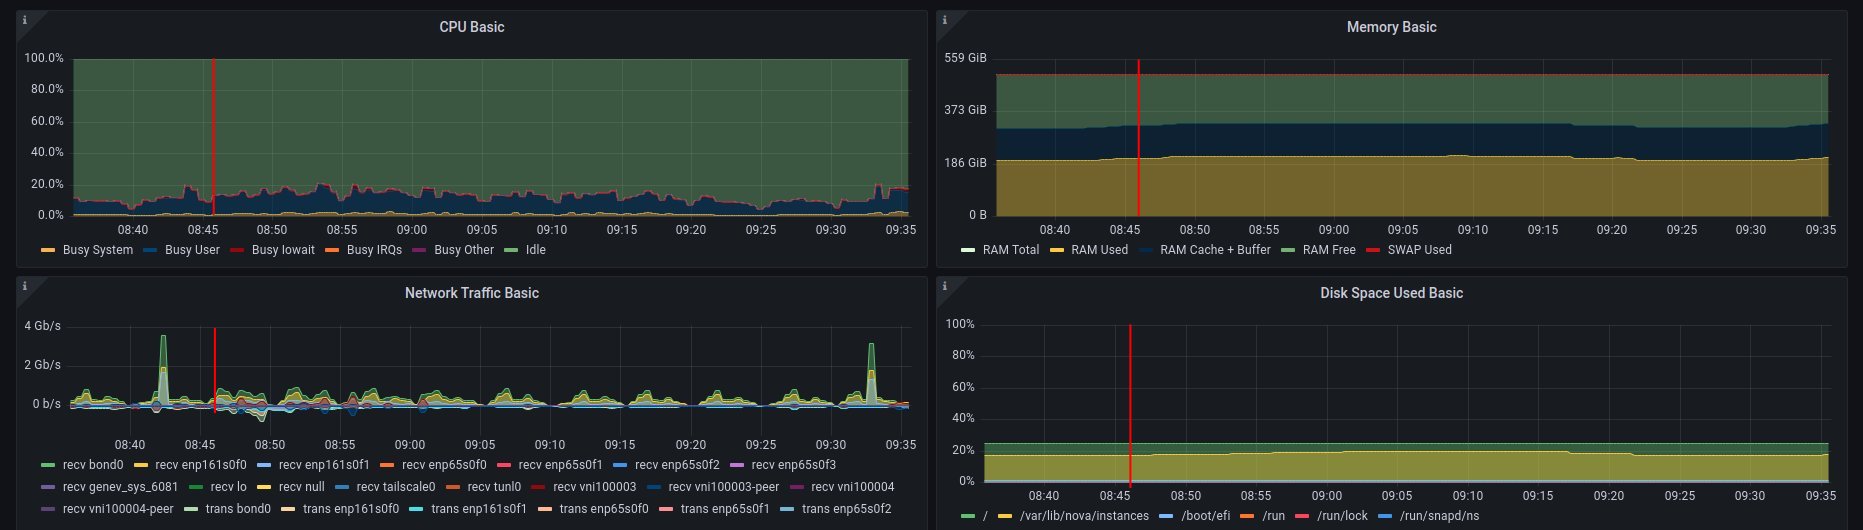 CPU Basic
100.0%
80.0%
60.0%
40.0%
20.0%
0.0%
08:40 08:45 08:50 08:55 09:00 09:05 09:10 09:15 09:20 09:25 09:30 09:35
Busy System Busy User Busy Iowait Busy IRQs Busy Other Idle
Memory Basic
559 GiB
373 GiB
186 GiB
0 B
08:40 08:45 08:50 08:55 09:00 09:05 09:10 09:15 09:20 09:25 09:30 09:35
RAM Total RAM Used RAM Cache + Buffer RAM Free SWAP Used
Network Traffic Basic
4 Gb/s
2 Gb/s
0 b/s
08:40 08:45 08:50 08:55 09:00 09:05 09:10 09:15 09:20 09:25 09:30 09:35
recv bond0 recv enp161s0f0 recv enp161s0f1 recv enp65s0f0 recv enp65s0f1 recv enp65s0f2 recv enp65s0f3
recv genev_sys_6081 recv lo recv null recv tailscale0 recv tunl0 recv vni100003 recv vni100003-peer recv vni100004
recv vni100004-peer trans bond0 trans enp161s0f0 trans enp161s0f1 trans enp65s0f0 trans enp65s0f1 trans enp65s0f2
Disk Space Used Basic
100%
80%
60%
40%
20%
0%
08:40 08:45 08:50 08:55 09:00 09:05 09:10 09:15 09:20 09:25 09:30 09:35
/ /var/lib/nova/instances /boot/efi /run /run/lock /run/snapd/ns